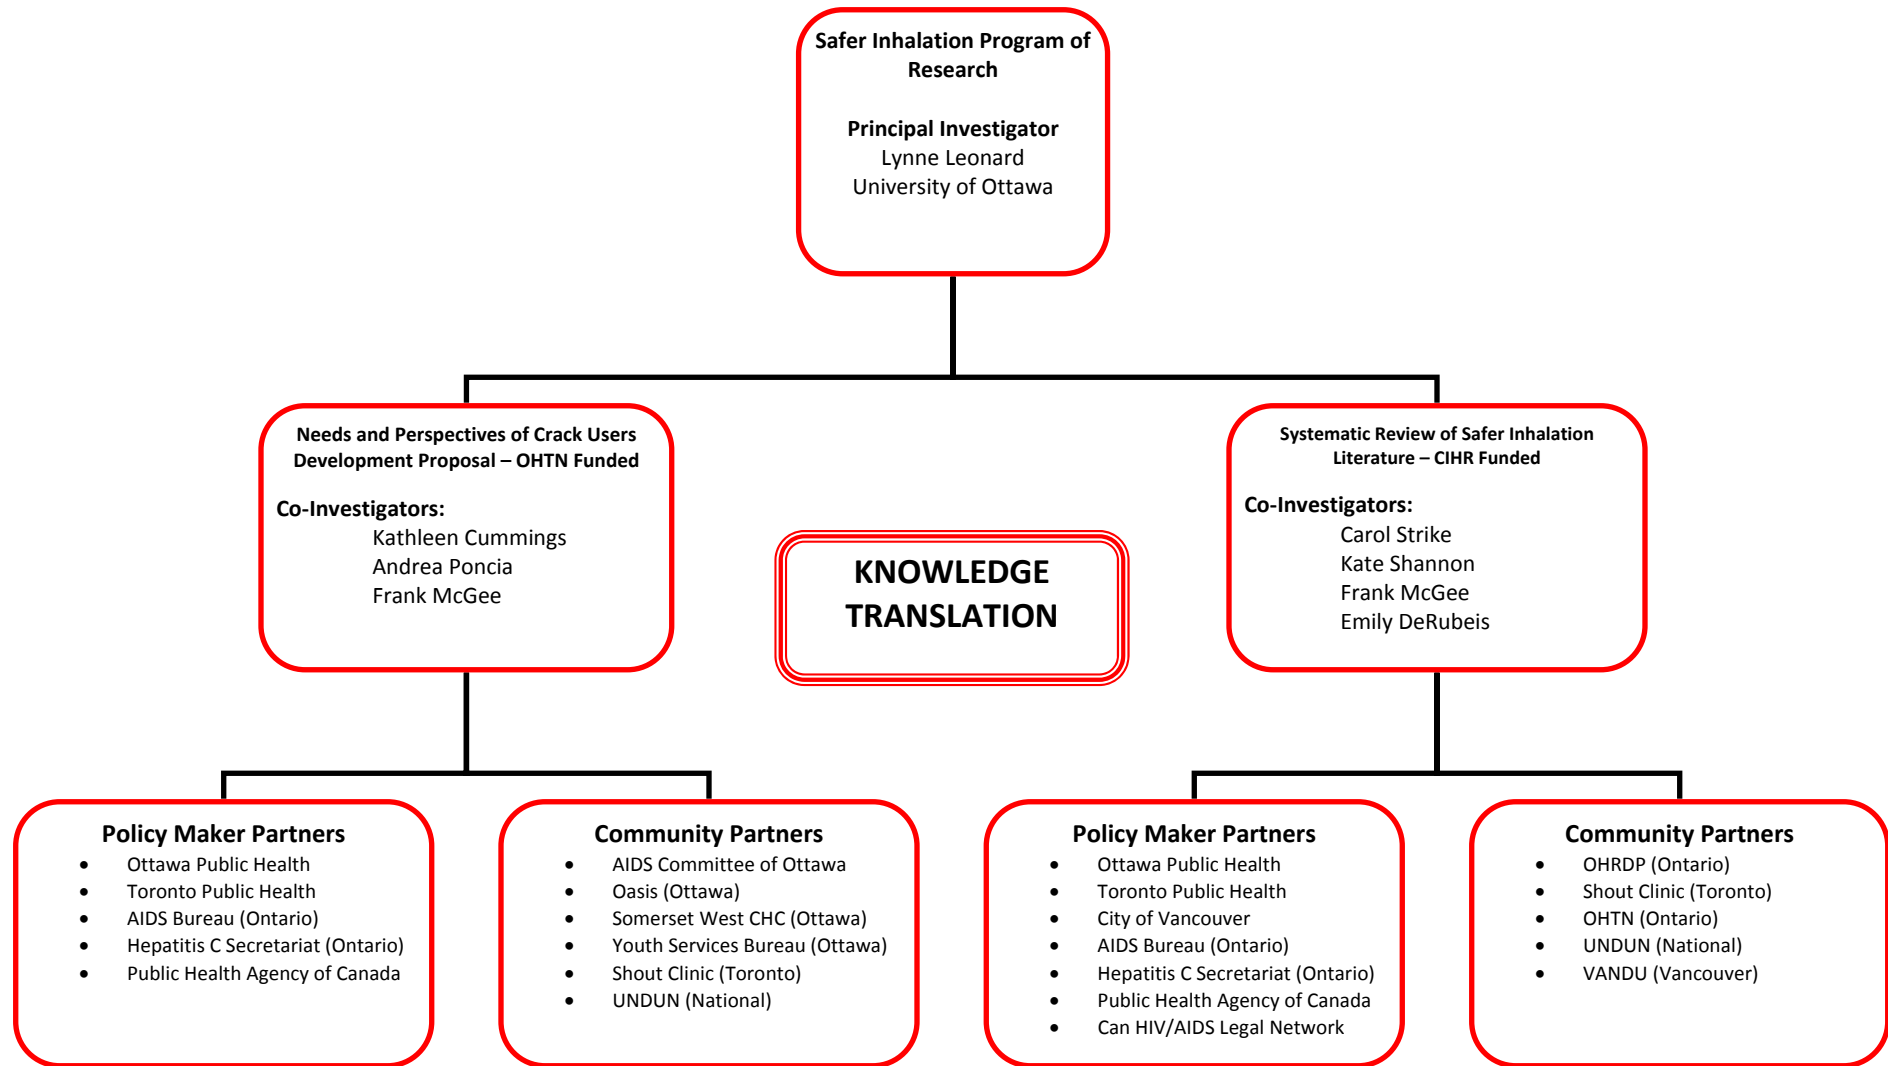 Safer Inhalation Program of
Research
Principal Investigator
Lynne Leonard
University of Ottawa
Needs and Perspectives of Crack Users
Development Proposal – OHTN Funded
Co-Investigators:
Kathleen Cummings
Andrea Poncia
Frank McGee
KNOWLEDGE
TRANSLATION
Systematic Review of Safer Inhalation
Literature – CIHR Funded
Co-Investigators:
Carol Strike
Kate Shannon
Frank McGee
Emily DeRubeis
Policy Maker Partners
• Ottawa Public Health
• Toronto Public Health
• AIDS Bureau (Ontario)
• Hepatitis C Secretariat (Ontario)
• Public Health Agency of Canada
Community Partners
• AIDS Committee of Ottawa
• Oasis (Ottawa)
• Somerset West CHC (Ottawa)
• Youth Services Bureau (Ottawa)
• Shout Clinic (Toronto)
• UNDUN (National)
Policy Maker Partners
• Ottawa Public Health
• Toronto Public Health
• City of Vancouver
• AIDS Bureau (Ontario)
• Hepatitis C Secretariat (Ontario)
• Public Health Agency of Canada
• Can HIV/AIDS Legal Network
Community Partners
• OHRDP (Ontario)
• Shout Clinic (Toronto)
• OHTN (Ontario)
• UNDUN (National)
• VANDU (Vancouver)